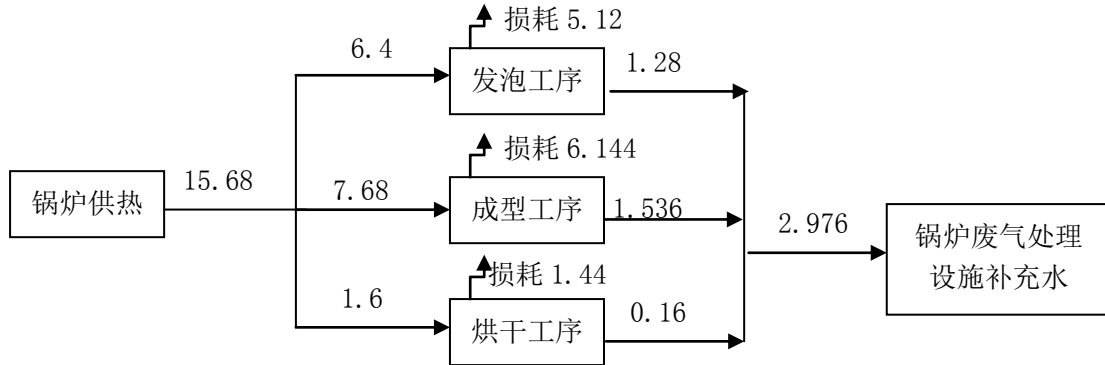 损耗 5.12
6.4
发泡工序
1.28
损耗 6.144
锅炉供热
15.68
7.68
成型工序
1.536
2.976
锅炉废气处理
设施补充水
损耗 1.44
1.6
烘干工序
0.16